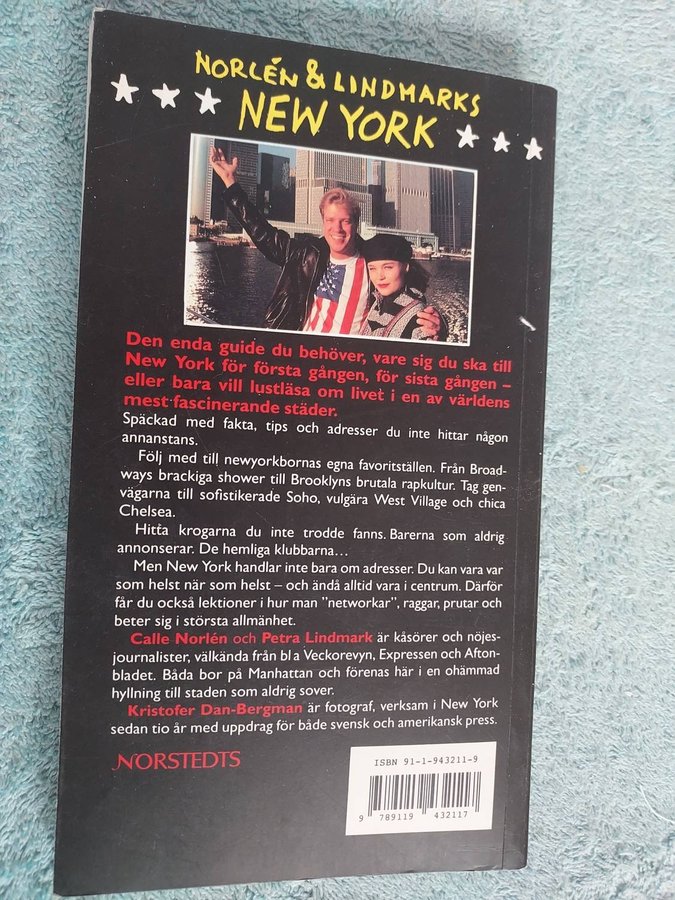 NORLÉN & LINDMARKS
NEW YORK
Den enda guide du behöver, vare sig du ska till
New York för första gången, för sista gången –
eller bara vill lustläsa om livet i en av världens
mest fascinerande städer.
Späckad med fakta, tips och adresser du inte hittar någon
annanstans.
Följ med till newyorkbornas egna favoritställen. Från Broad-
ways brackiga shower till Brooklyns brutala rapkultur. Tag gen-
vägarna till sofistikerade Soho, vulgära West Village och chica
Chelsea.
Hitta krogarna du inte trodde fanns. Barerna som aldrig
annonserar. De hemliga klubbarna…
Men New York handlar inte bara om adresser. Du kan vara var
som helst när som helst – och ändå alltid vara i centrum. Därför
får du också lektioner i hur man ”networkar”, raggar, prutar och
beter sig i största allmänhet.
Calle Norlén och Petra Lindmark är kåsörer och nöjes-
journalister, välkända från bl a Veckorevyn, Expressen och Afton-
bladet. Båda bor på Manhattan och förenas här i en ohämmad
hyllning till staden som aldrig sover.
Kristofer Dan-Bergman är fotograf, verksam i New York
sedan tio år med uppdrag för både svensk och amerikansk press.
NORSTEDTS
ISBN 91-1-943211-9
9 789119 432117